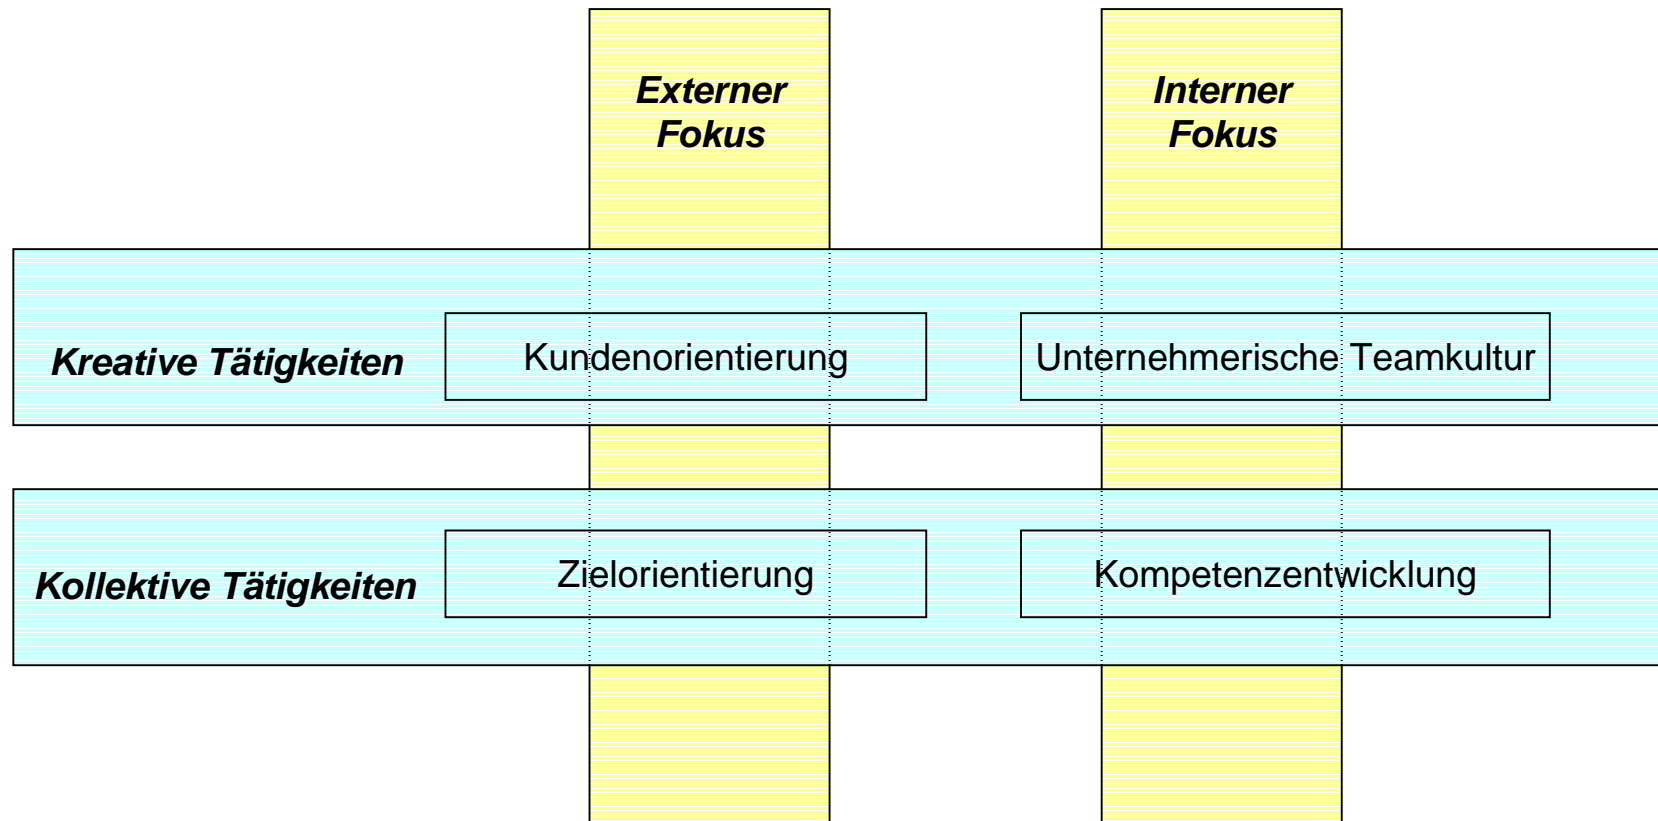 Externer
Fokus
Interner
Fokus
Kreative Tätigkeiten
Kundenorientierung
Unternehmerische Teamkultur
Kollektive Tätigkeiten
Zielorientierung
Kompetenzentwicklung